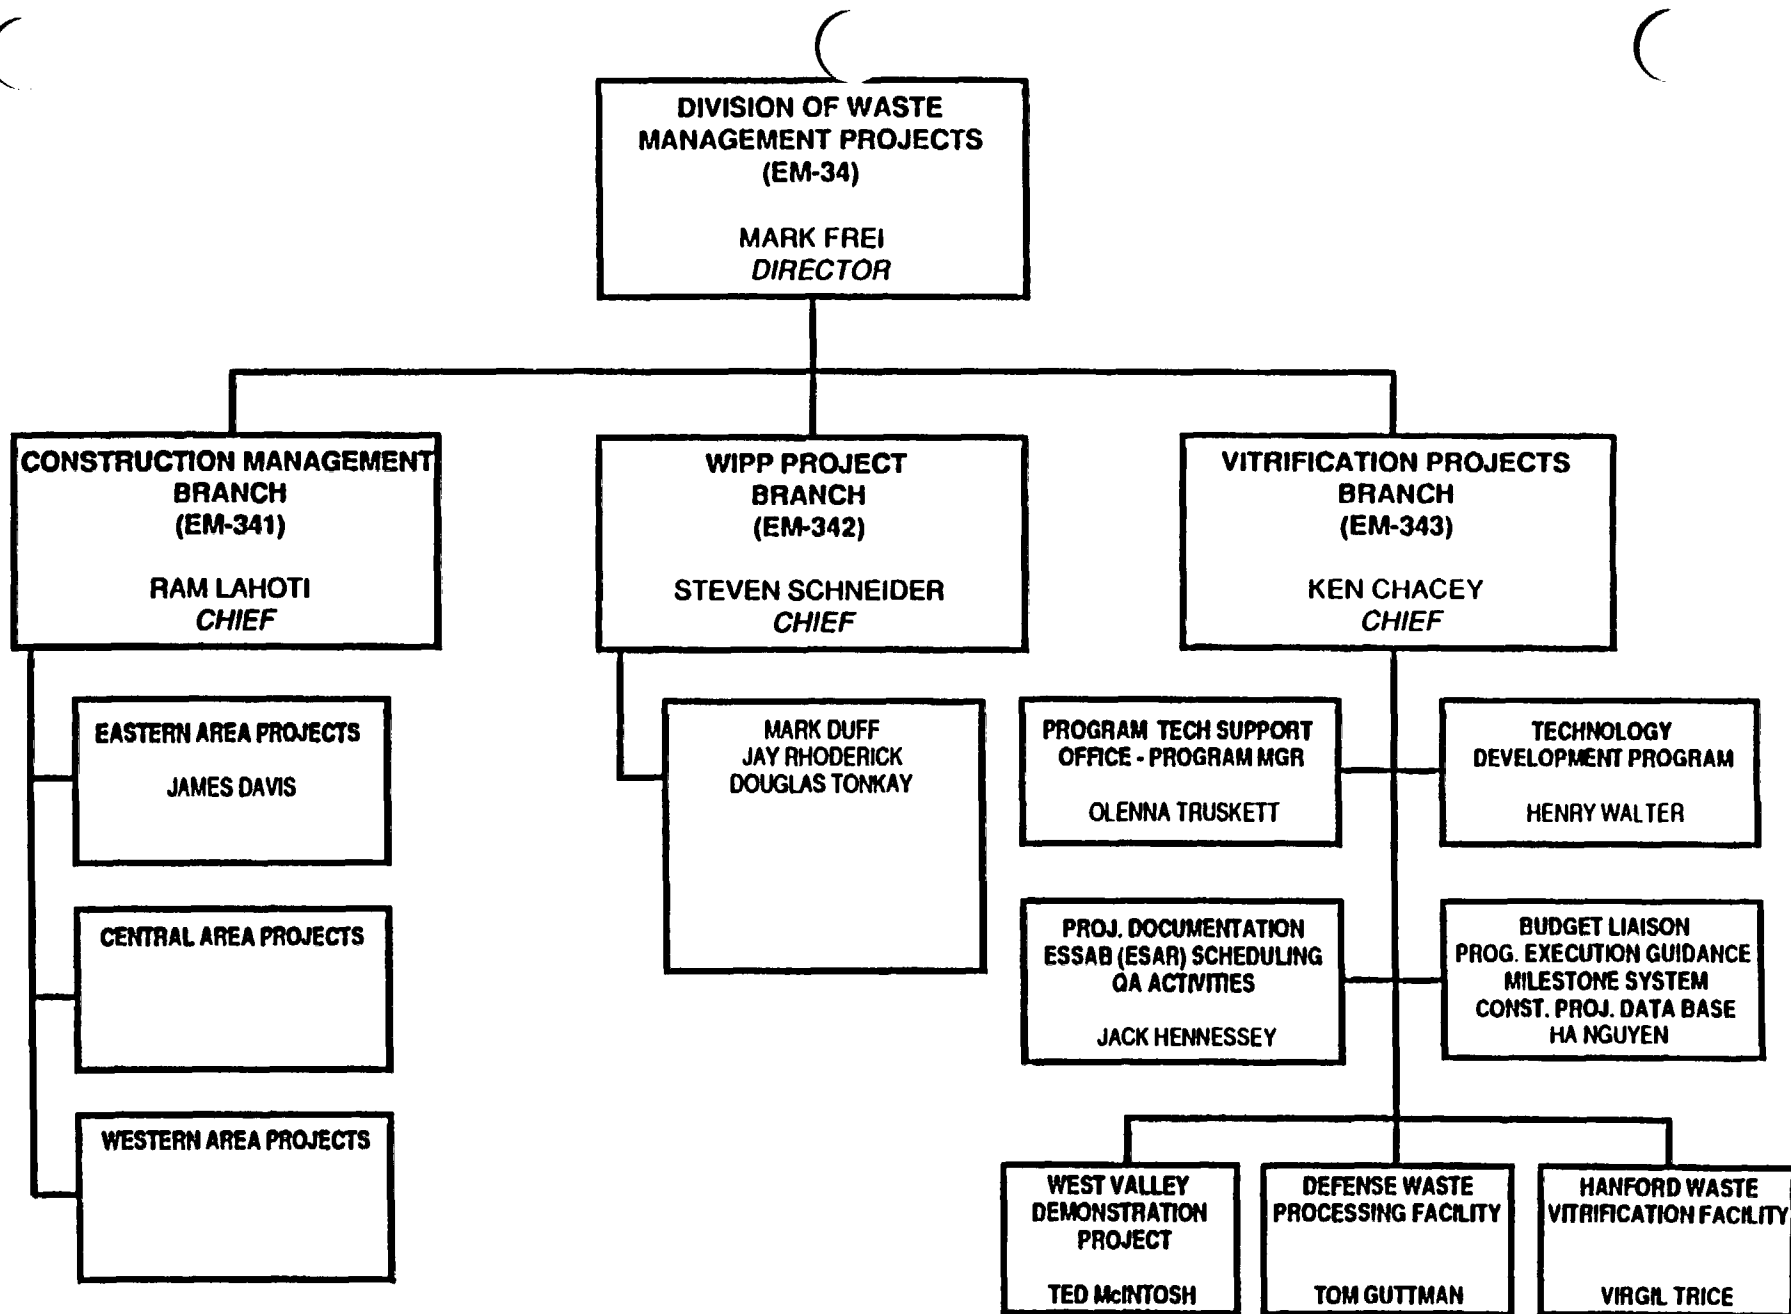 DIVISION OF WASTE
MANAGEMENT PROJECTS
(EM-34)
MARK FREI
DIRECTOR
CONSTRUCTION MANAGEMENT
BRANCH
(EM-341)
RAM LAHOTI
CHIEF
WIPP PROJECT
BRANCH
(EM-342)
STEVEN SCHNEIDER
CHIEF
VITRIFICATION PROJECTS
BRANCH
(EM-343)
KEN CHACEY
CHIEF
EASTERN AREA PROJECTS
JAMES DAVIS
CENTRAL AREA PROJECTS
WESTERN AREA PROJECTS
MARK DUFF
JAY RHODERICK
DOUGLAS TONKAY
PROGRAM TECH SUPPORT
OFFICE - PROGRAM MGR
OLENNA TRUSKETT
TECHNOLOGY
DEVELOPMENT PROGRAM
HENRY WALTER
PROJ. DOCUMENTATION
ESSAB (ESAR) SCHEDULING
QA ACTIVITIES
JACK HENNESSEY
BUDGET LIAISON
PROG. EXECUTION GUIDANCE
MILESTONE SYSTEM
CONST. PROJ. DATA BASE
HA NGUYEN
WEST VALLEY
DEMONSTRATION
PROJECT
TED McINTOSH
DEFENSE WASTE
PROCESSING FACILITY
TOM GUTTMAN
HANFORD WASTE
VITRIFICATION FACILITY
VIRGIL TRICE